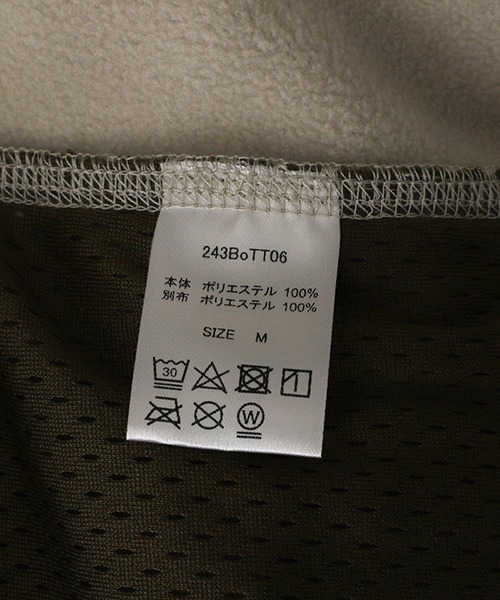 243BoTT06
本体 ポリエステル 100%
別布 ポリエステル 100%
SIZE M
30
W